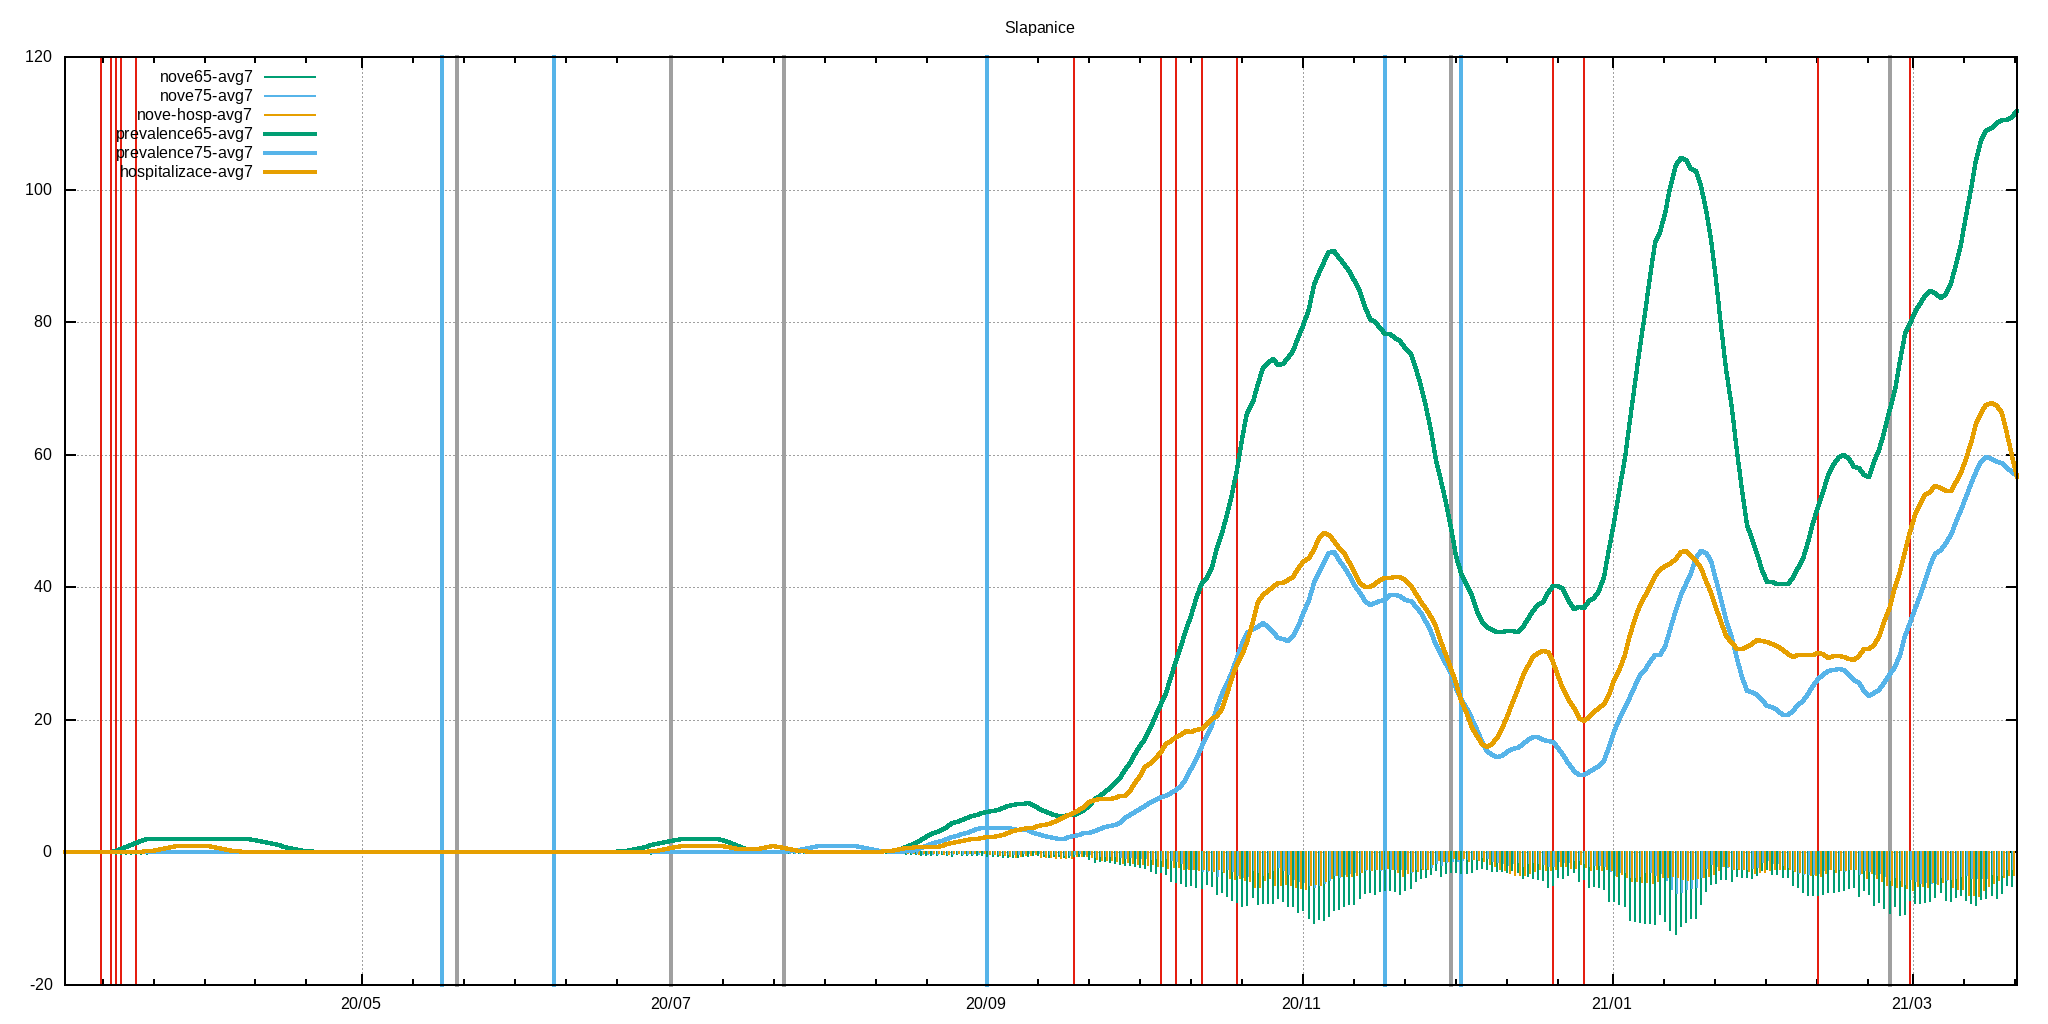 Slapanice
120
nove65-avg7
nove75-avg7
nove-hosp-avg7
prevalence65-avg7
prevalence75-avg7
hospitalizace-avg7
100
80
60
40
20
0
-20
20/05
20/07
20/09
20/11
21/01
21/03